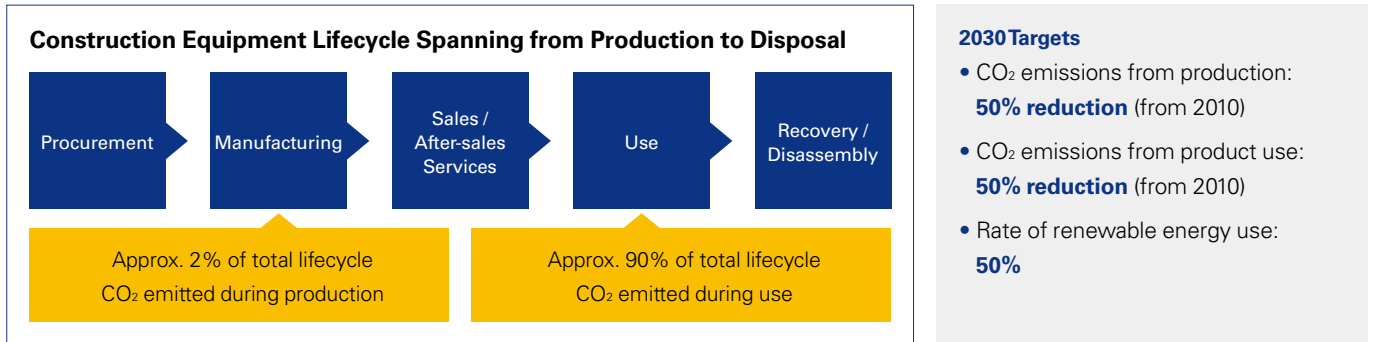 Construction Equipment Lifecycle Spanning from Production to Disposal
Procurement
Manufacturing
Sales /
After-sales
Services
Use
Recovery /
Disassembly
Approx. 2% of total lifecycle
CO₂ emitted during production
Approx. 90% of total lifecycle
CO₂ emitted during use
2030 Targets
• CO₂ emissions from production:
50% reduction (from 2010)
• CO₂ emissions from product use:
50% reduction (from 2010)
• Rate of renewable energy use:
50%